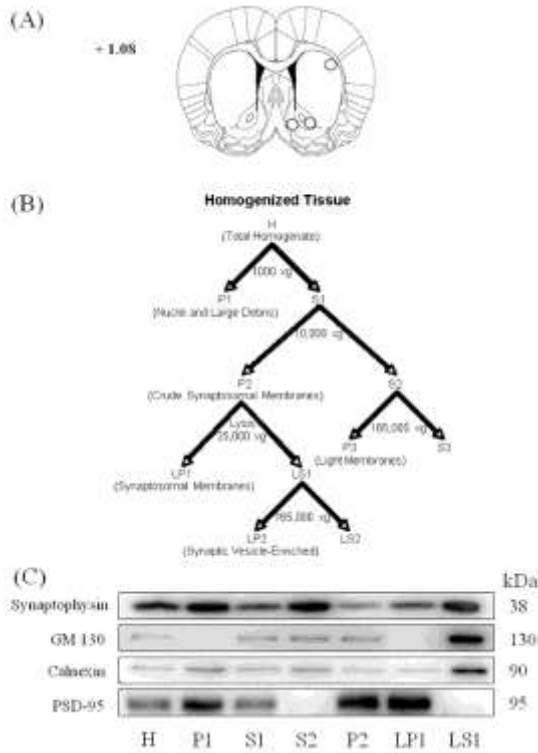 (A)
+ 1.08
(B)
Homogenized Tissue
H
(Total Homogenate)
1000 xg
P1
S1
(Nuclei and Large Debris)
10,000 xg
P2
S2
(Crude Synaptosomal Membranes)
Lysis
25,000 xg
165,000 xg
P3
S3
(Light Membranes)
LP1
LS1
(Synaptosomal Membranes)
165,000 xg
LP2
LS2
(Synaptic Vesicle-Enriched)
(C)
kDa
Synaptophysin
38
GM 130
130
Calnexin
90
PSD-95
95
H P1 S1 S2 P2 LP1 LS1